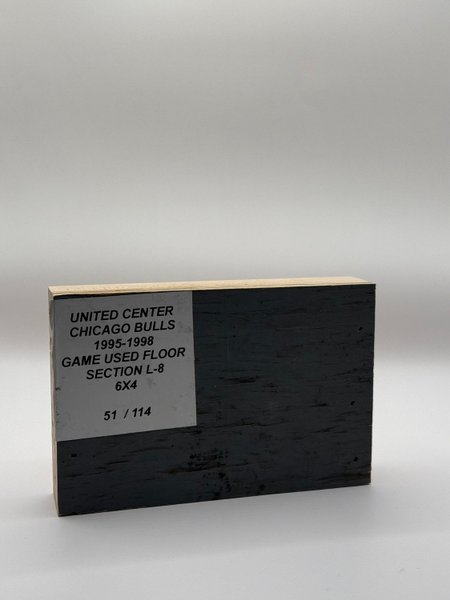 UNITED CENTER
CHICAGO BULLS
1995-1998
GAME USED FLOOR
SECTION L-8
6X4
51 / 114